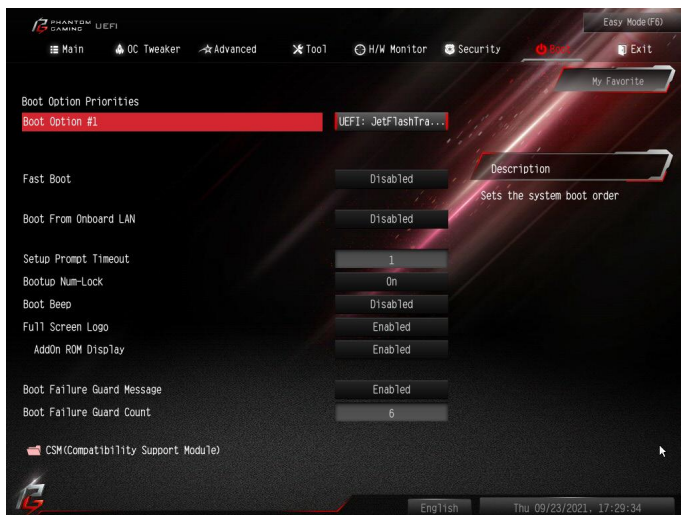 PHANTOM GAMING UEFI
Easy Mode(F6)
Main OC Tweaker Advanced Tool H/W Monitor Security Boot Exit
My Favorite
Boot Option Priorities
Boot Option #1 UEFI: JetFlashTra...
Description
Sets the system boot order
Fast Boot Disabled
Boot From Onboard LAN Disabled
Setup Prompt Timeout 1
Bootup Num-Lock On
Boot Beep Disabled
Full Screen Logo Enabled
AddOn ROM Display Enabled
Boot Failure Guard Message Enabled
Boot Failure Guard Count 6
CSM(Compatibility Support Module)
English Thu 09/23/2021. 17:29:34